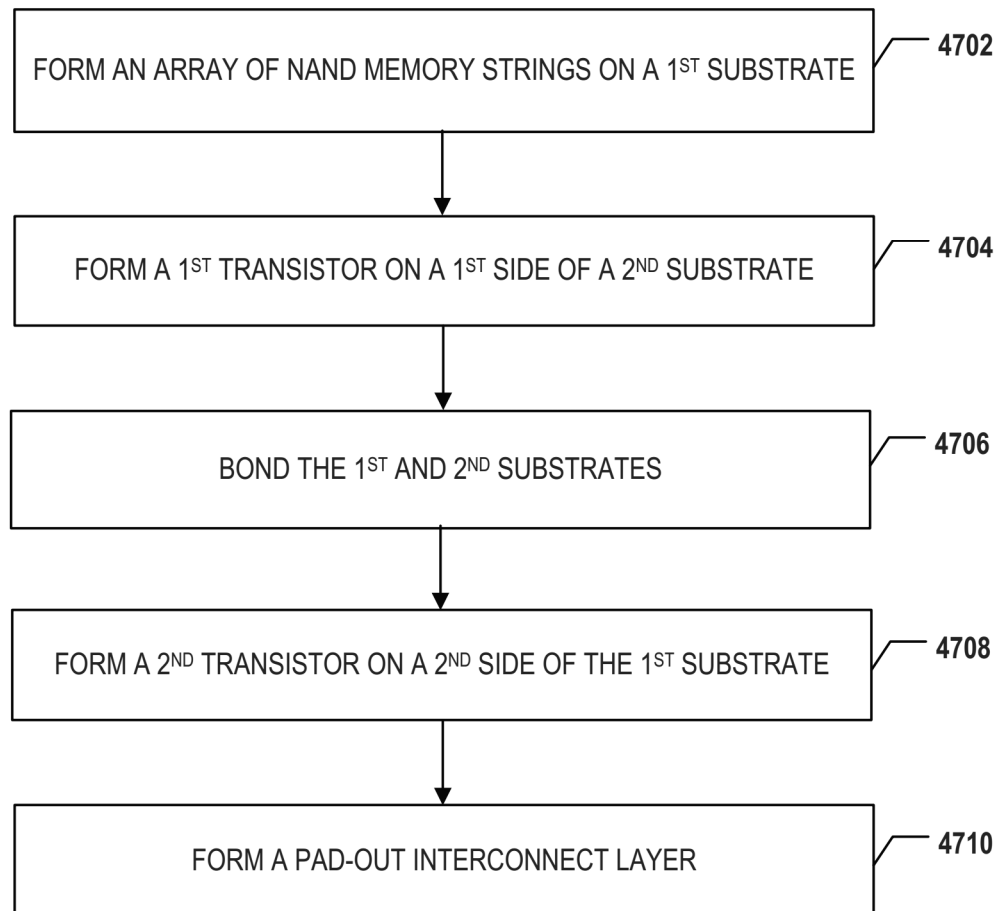 4702
FORM AN ARRAY OF NAND MEMORY STRINGS ON A 1ST SUBSTRATE
4704
FORM A 1ST TRANSISTOR ON A 1ST SIDE OF A 2ND SUBSTRATE
4706
BOND THE 1ST AND 2ND SUBSTRATES
4708
FORM A 2ND TRANSISTOR ON A 2ND SIDE OF THE 1ST SUBSTRATE
4710
FORM A PAD-OUT INTERCONNECT LAYER